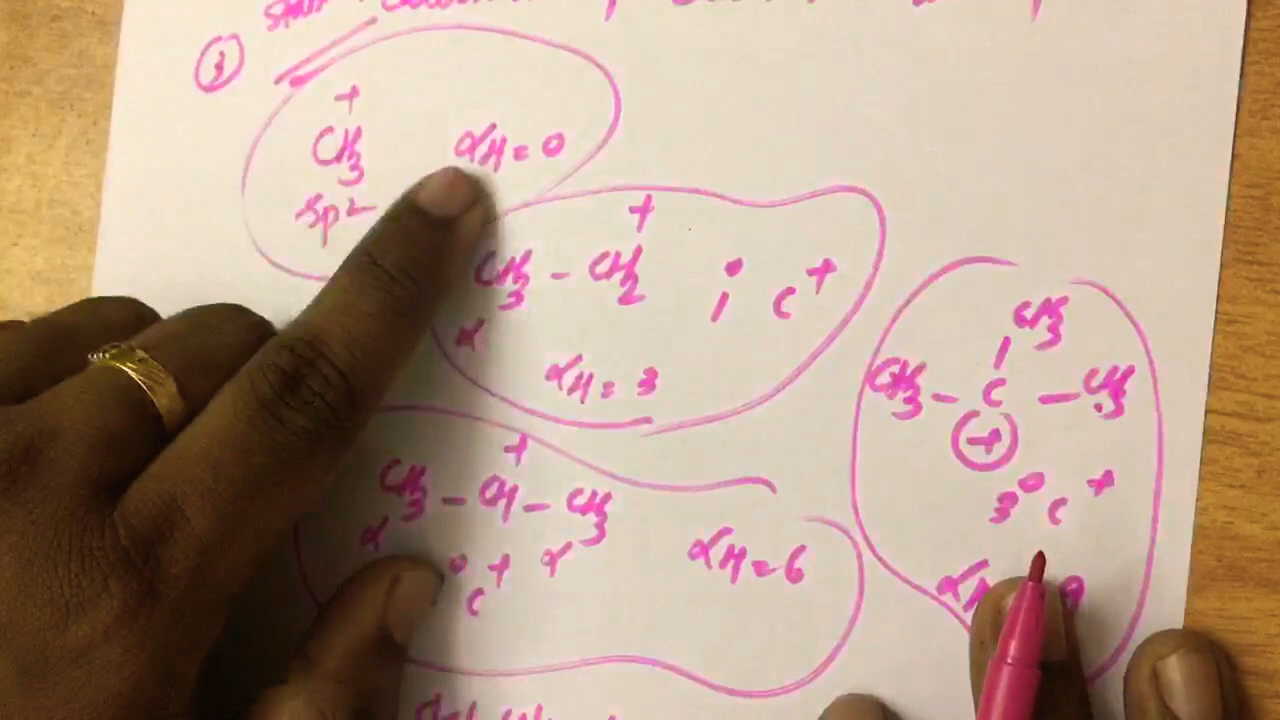 ③
+
CH3 αH=0
sp2
+
CH3 - CH2 1° C+
α
αH=3
CH3
|
CH3 - C - CH3
(+)
3° C+
+
CH3 - CH - CH3
α α
° C+
αH=6